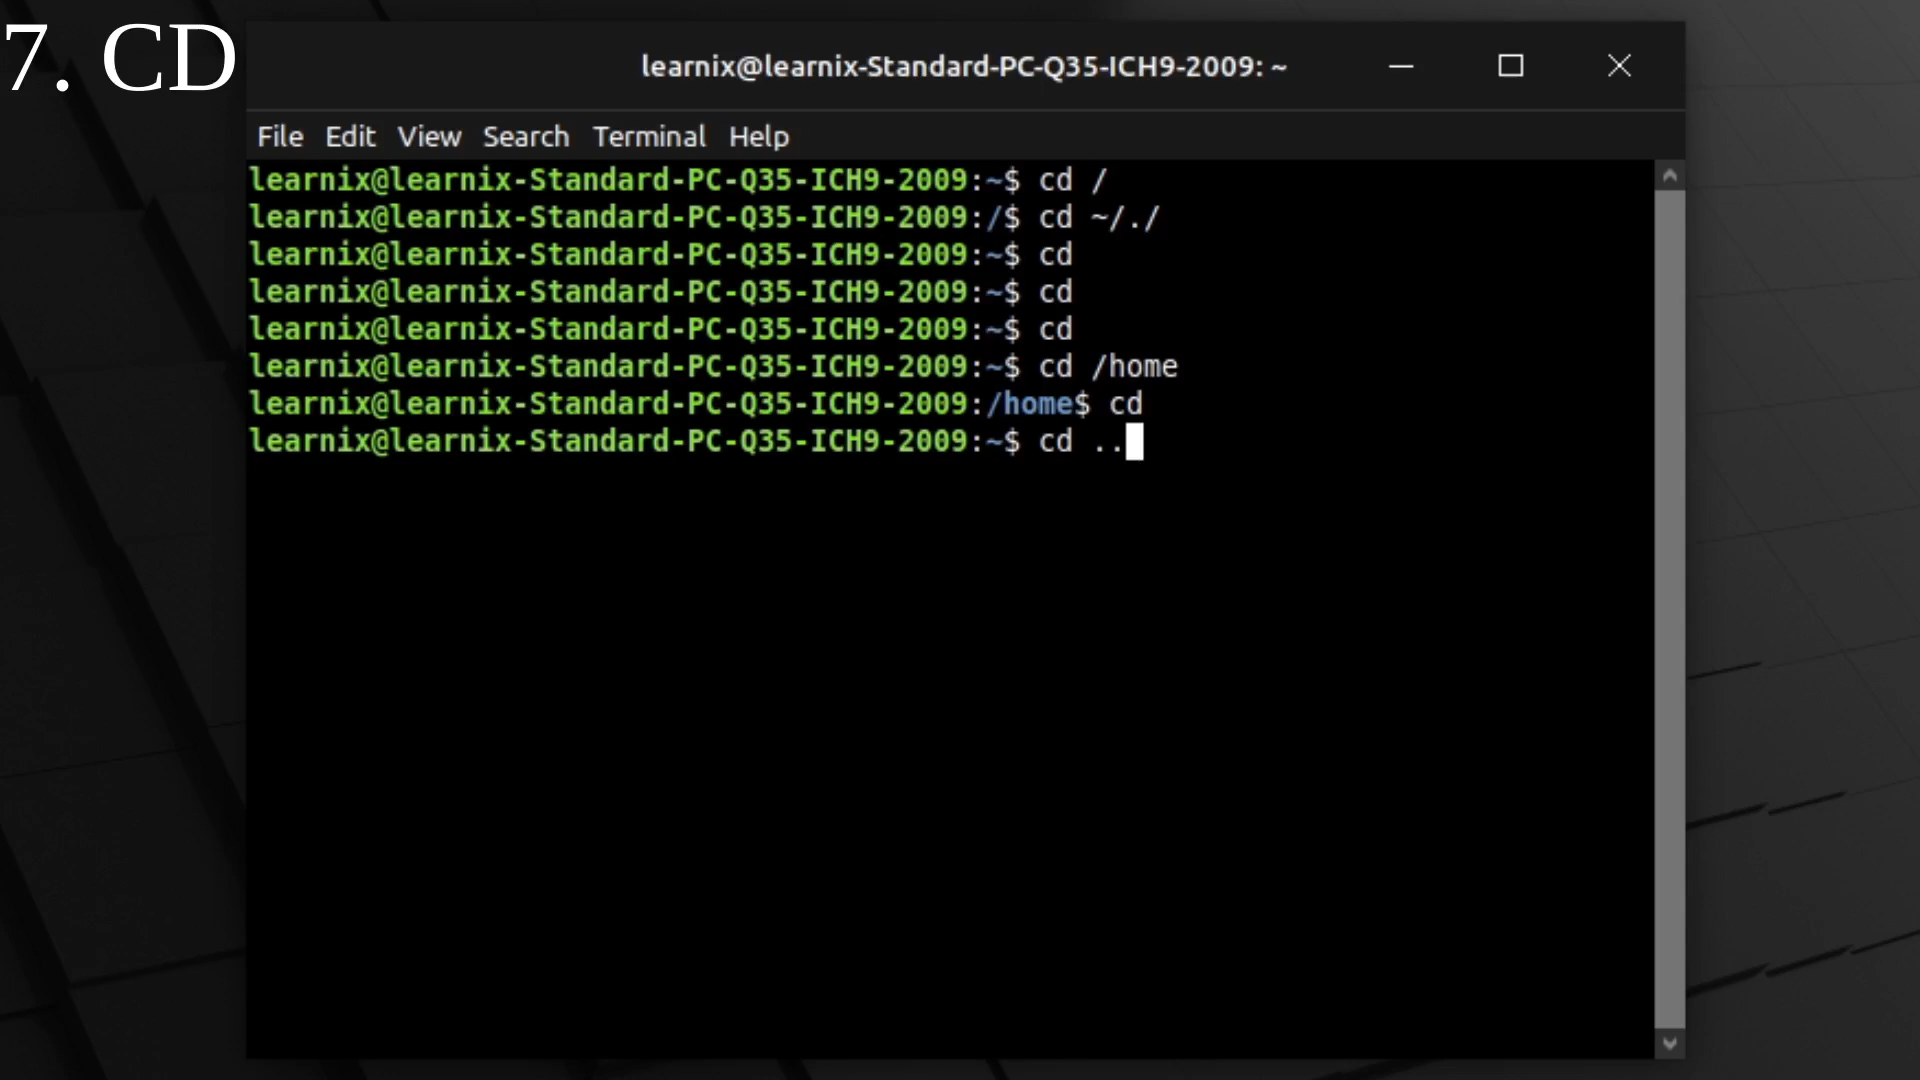 7. CD
learnix@learnix-Standard-PC-Q35-ICH9-2009: ~
File Edit View Search Terminal Help
learnix@learnix-Standard-PC-Q35-ICH9-2009:~$ cd /
learnix@learnix-Standard-PC-Q35-ICH9-2009:/$ cd ~/./
learnix@learnix-Standard-PC-Q35-ICH9-2009:~$ cd
learnix@learnix-Standard-PC-Q35-ICH9-2009:~$ cd
learnix@learnix-Standard-PC-Q35-ICH9-2009:~$ cd
learnix@learnix-Standard-PC-Q35-ICH9-2009:~$ cd /home
learnix@learnix-Standard-PC-Q35-ICH9-2009:/home$ cd
learnix@learnix-Standard-PC-Q35-ICH9-2009:~$ cd ..